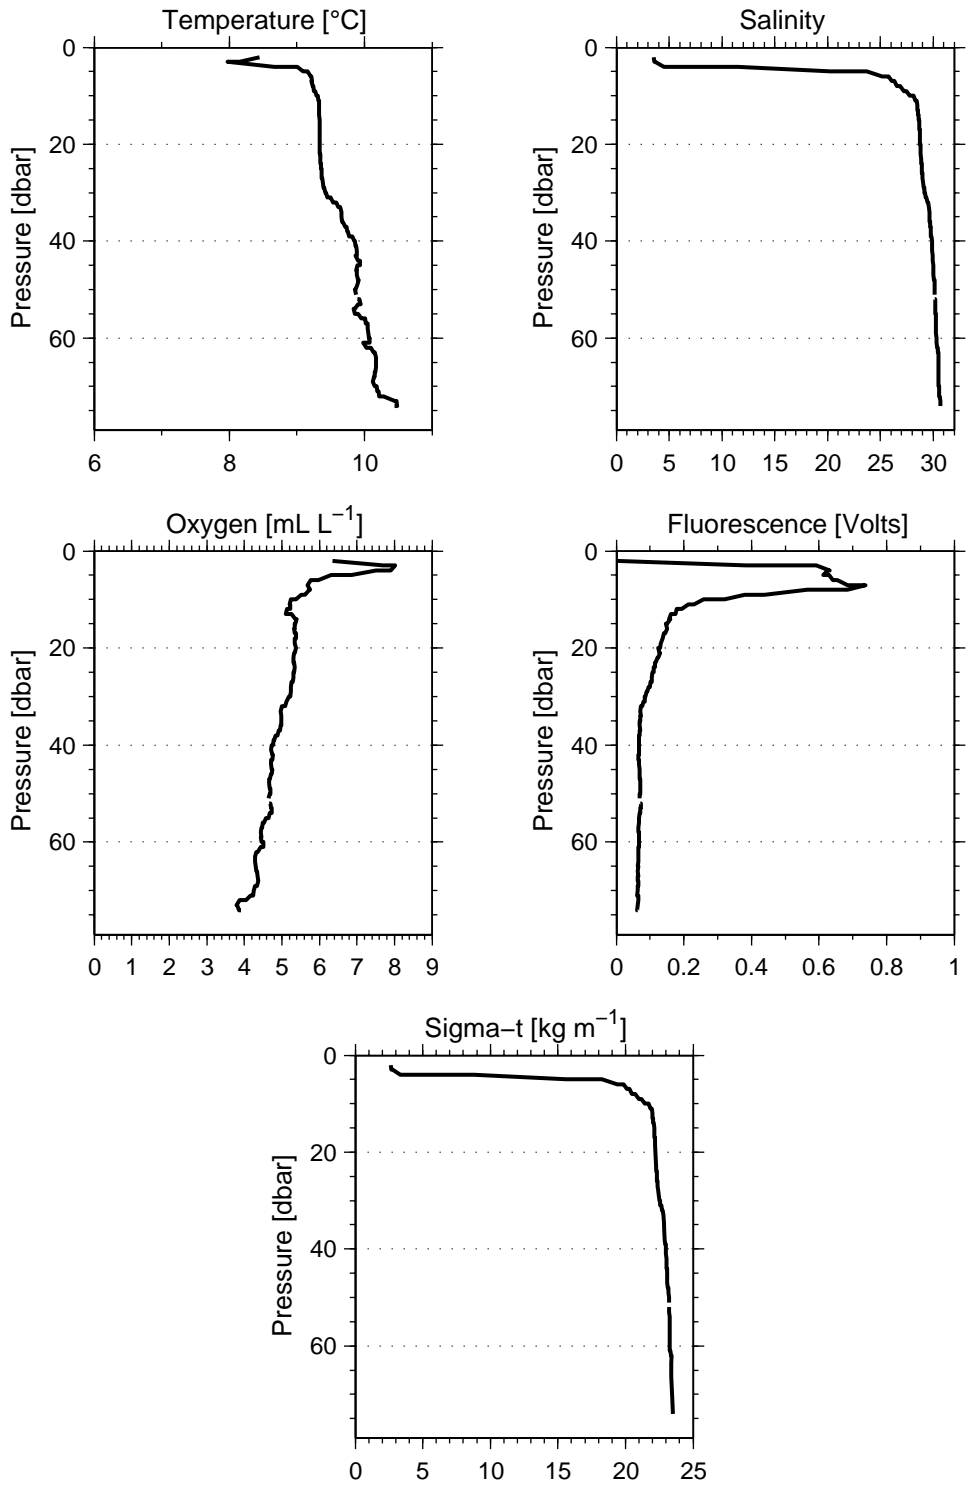 Temperature [°C]
0
20
40
60
Pressure [dbar]
6 8 10
Salinity
0
20
40
60
Pressure [dbar]
0 5 10 15 20 25 30
Oxygen [mL L−1]
0
20
40
60
Pressure [dbar]
0 1 2 3 4 5 6 7 8 9
Fluorescence [Volts]
0
20
40
60
Pressure [dbar]
0 0.2 0.4 0.6 0.8 1
Sigma−t [kg m−1]
0
20
40
60
Pressure [dbar]
0 5 10 15 20 25